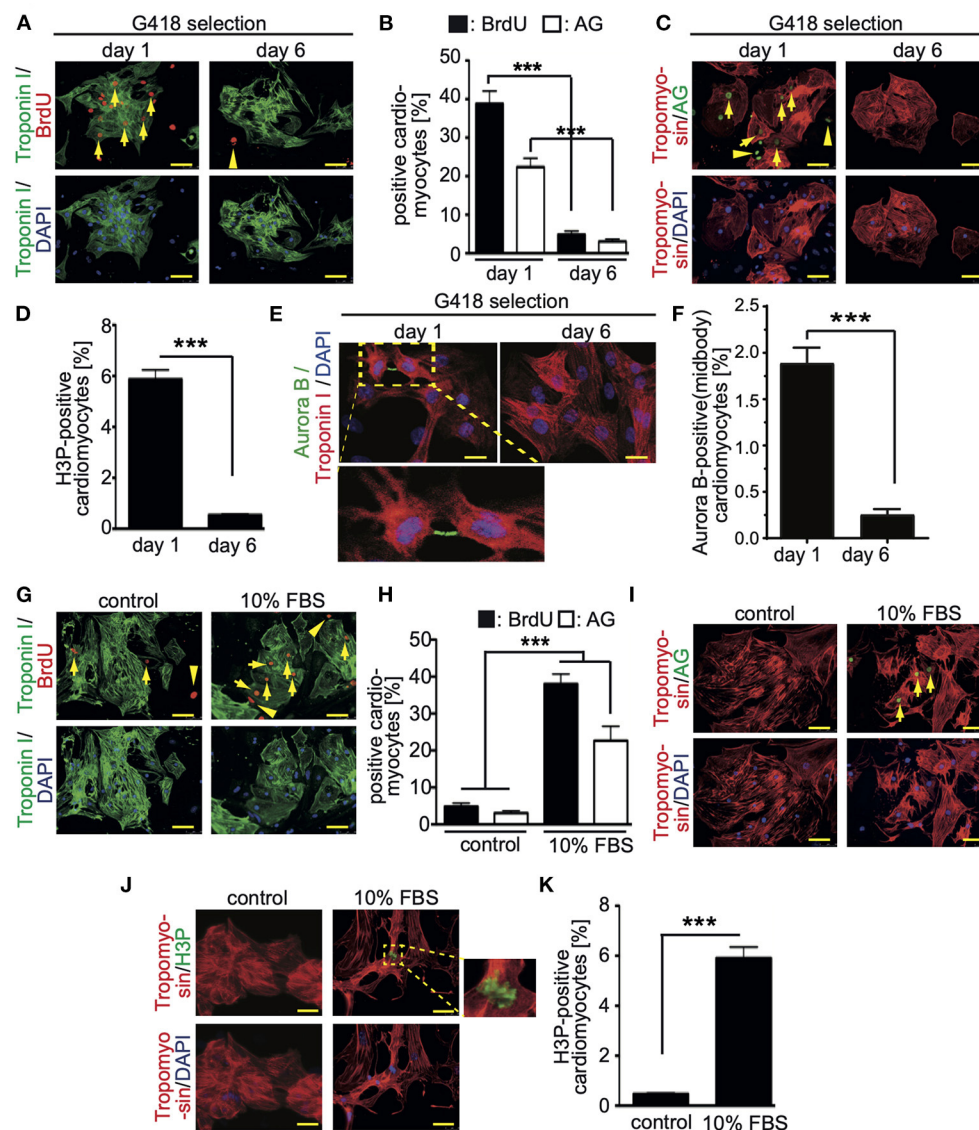 A
G418 selection
day 1
day 6
Troponin I/
BrdU
Troponin I/
DAPI
B
: BrdU : AG
positive cardio-
myocytes [%]
50
40
30
20
10
0
***
***
day 1
day 6
C
G418 selection
day 1
day 6
Tropomyo-
sin/AG
Tropomyo-
sin/DAPI
D
H3P-positive
cardiomyocytes [%]
8
6
4
2
0
***
day 1
day 6
E
G418 selection
day 1
day 6
Aurora B /
Troponin I / DAPI
F
Aurora B-positive(midbody)
cardiomyocytes [%]
2.5
2.0
1.5
1.0
0.5
0.0
***
day 1
day 6
G
control
10% FBS
Troponin I/
BrdU
Troponin I/
DAPI
H
: BrdU : AG
positive cardio-
myocytes [%]
50
40
30
20
10
0
***
control
10% FBS
I
control
10% FBS
Tropomyo-
sin/AG
Tropomyo-
sin/DAPI
J
control
10% FBS
Tropomyo-
sin/H3P
Tropomyo
-sin/DAPI
K
H3P-positive
cardiomyocytes [%]
8
6
4
2
0
***
control
10% FBS